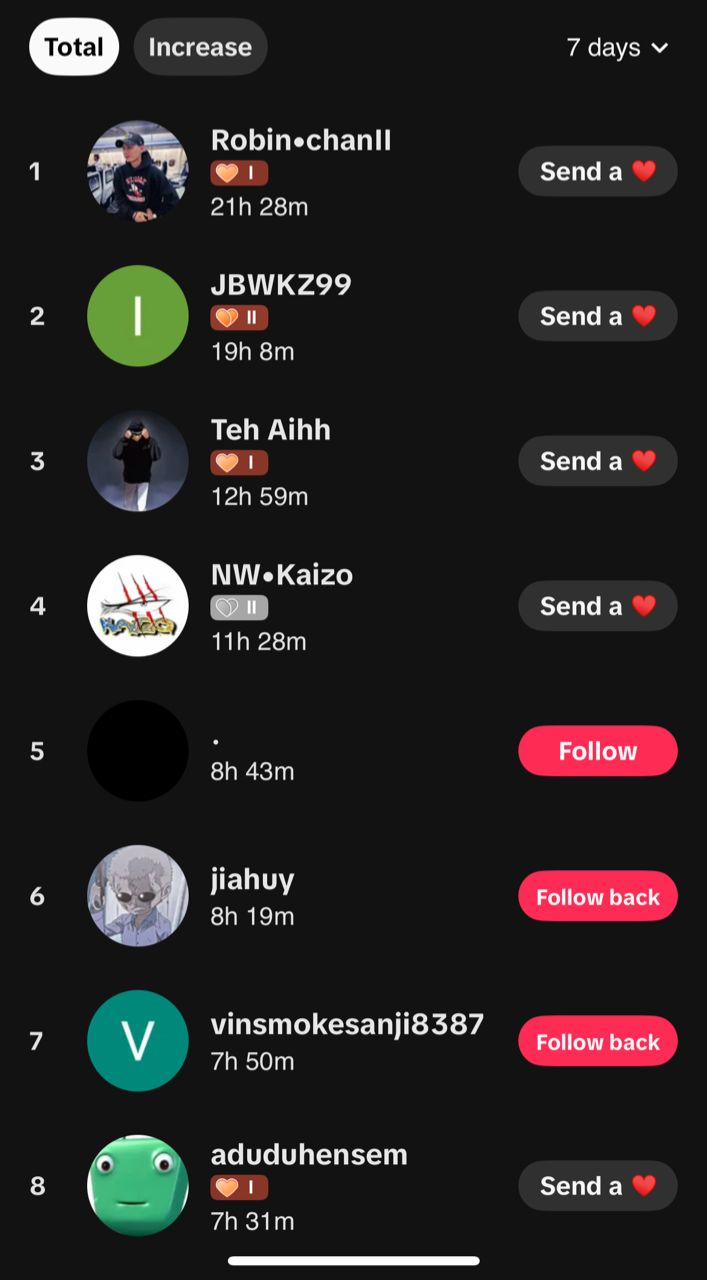 Total
Increase
7 days
1
Robin•chanII
I
21h 28m
Send a ❤️
2
I
JBWKZ99
II
19h 8m
Send a ❤️
3
Teh Aihh
I
12h 59m
Send a ❤️
4
KAIZO
NW•Kaizo
II
11h 28m
Send a ❤️
5
.
8h 43m
Follow
6
jiahuy
8h 19m
Follow back
7
V
vinsmokesanji8387
7h 50m
Follow back
8
aduduhensem
I
7h 31m
Send a ❤️